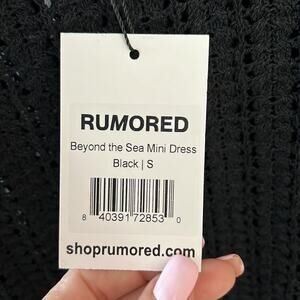 RUMORED
Beyond the Sea Mini Dress
Black | S
8 40391 72853 0
shoprumored.com